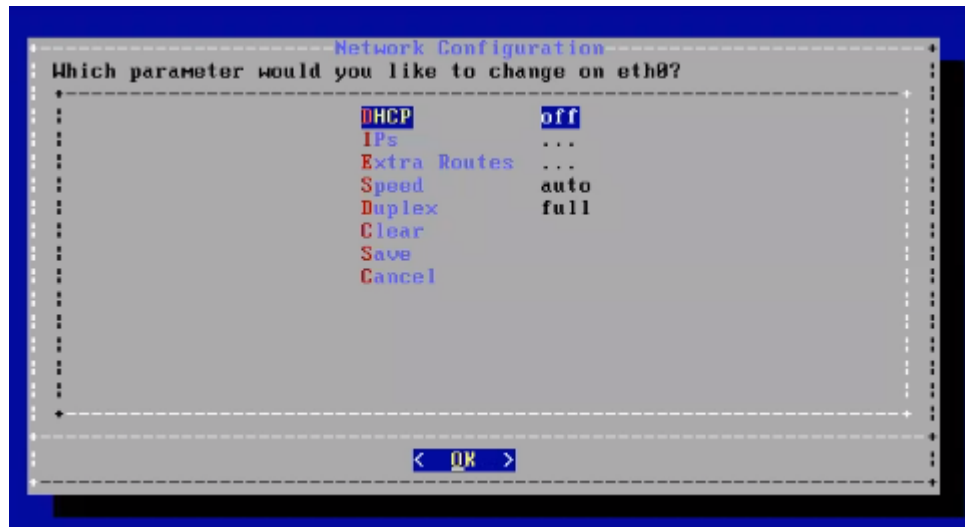 Network Configuration
Which parameter would you like to change on eth0?
DHCP off
IPs ...
Extra Routes ...
Speed auto
Duplex full
Clear
Save
Cancel
< OK >